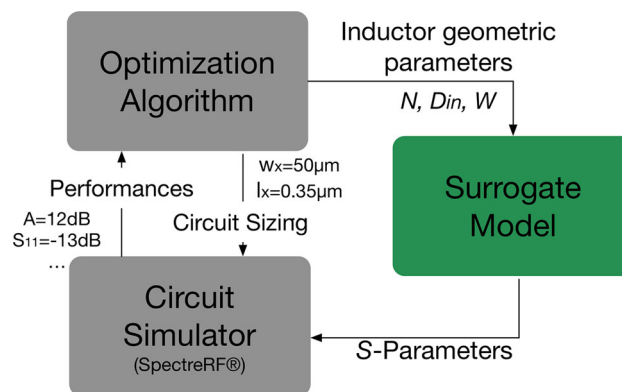 Optimization
Algorithm
Inductor geometric
parameters
N, Din, W
wx=50μm
lx=0.35μm
Performances
A=12dB
S11=-13dB
...
Circuit Sizing
Surrogate
Model
Circuit
Simulator
(SpectreRF®)
S-Parameters